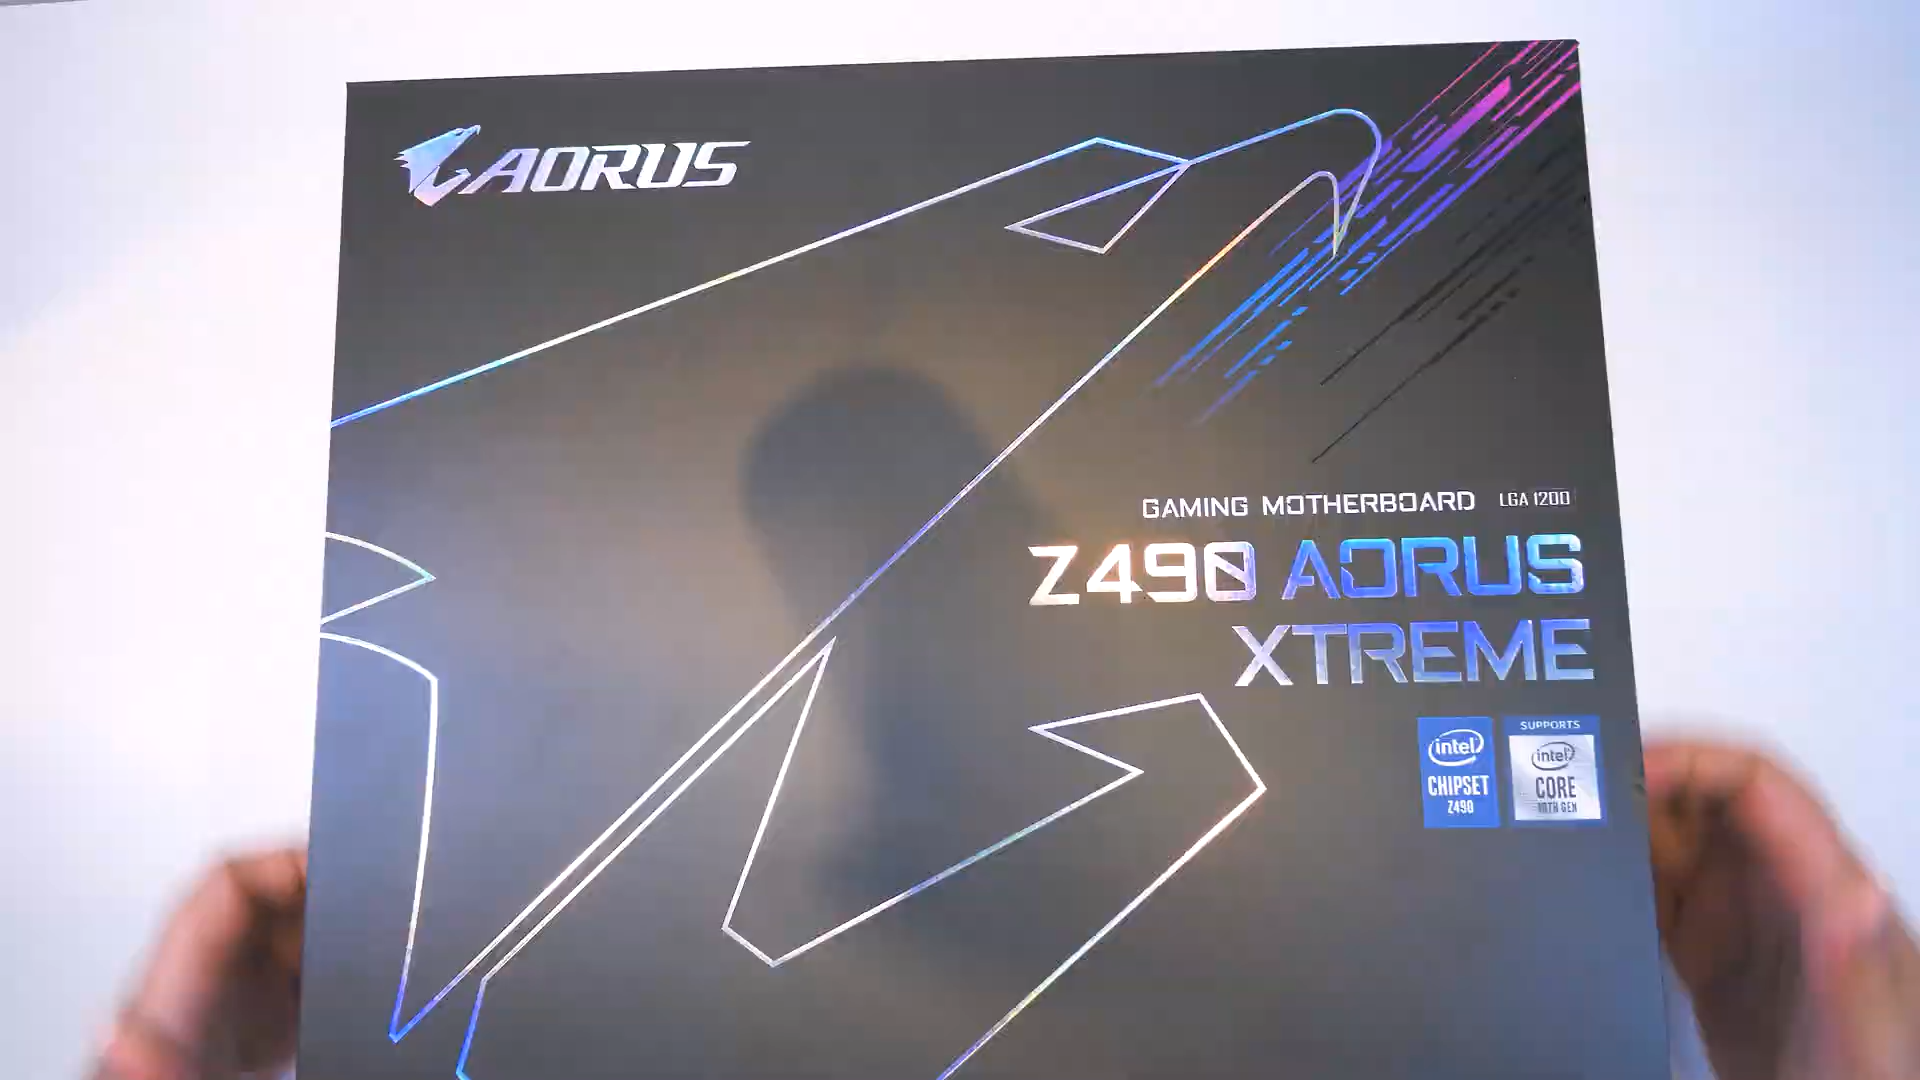 AORUS
GAMING MOTHERBOARD LGA 1200
Z490 AORUS
XTREME
intel
CHIPSET
Z490
SUPPORTS
intel
CORE
10TH GEN